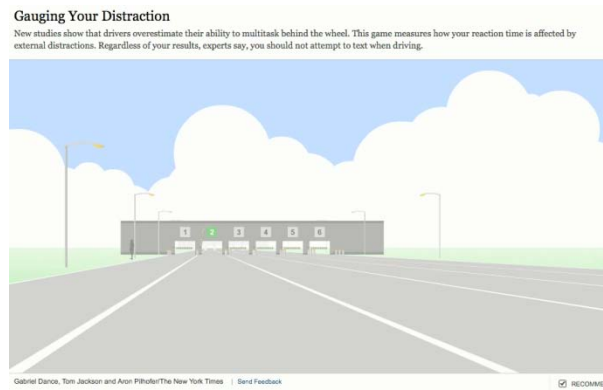 Gauging Your Distraction
New studies show that drivers overestimate their ability to multitask behind the wheel. This game measures how your reaction time is affected by
external distractions. Regardless of your results, experts say, you should not attempt to text when driving.
1 2 3 4 5 6
Gabriel Dance, Tom Jackson and Aron Pilhofer/The New York Times | Send Feedback
RECOMME